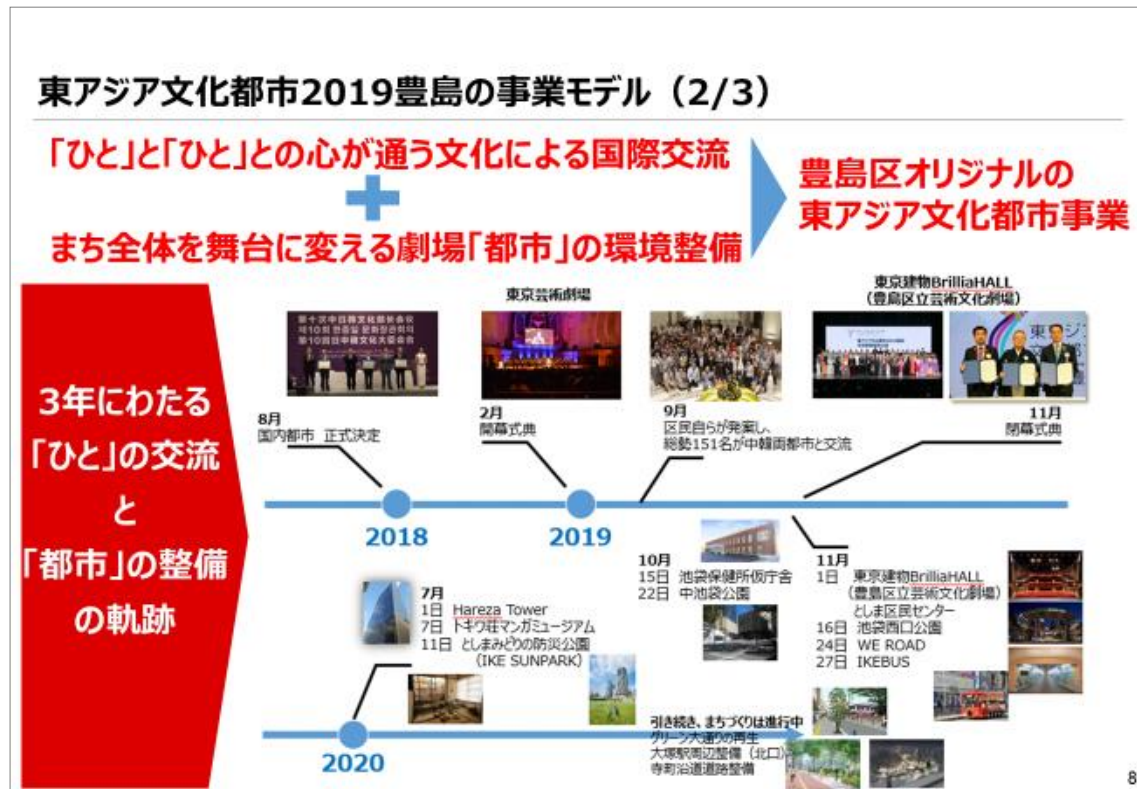 東アジア文化都市2019豊島の事業モデル（2/3）
「ひと」と「ひと」との心が通う文化による国際交流
まち全体を舞台に変える劇場「都市」の環境整備
豊島区オリジナルの
東アジア文化都市事業
3年にわたる
「ひと」の交流
と
「都市」の整備
の軌跡
8月
国内都市 正式決定
東京芸術劇場
2月
開幕式典
9月
区民自らが発案し、
総勢151名が中韓両都市と交流
東京建物BrilliaHALL
（豊島区立芸術文化劇場）
11月
閉幕式典
2018
2019
10月
15日 池袋保健所仮庁舎
22日 中池袋公園
11月
1日 東京建物BrilliaHALL
（豊島区立芸術文化劇場）
としま区民センター
16日 池袋西口公園
24日 WE ROAD
27日 IKEBUS
7月
1日 Hareza Tower
7日 トキワ荘マンガミュージアム
11日 としまみどりの防災公園
（IKE SUNPARK）
2020
引き続き、まちづくりは進行中
グリーン大通りの再生
大塚駅周辺整備（北口）
寺町沿道道路整備
8